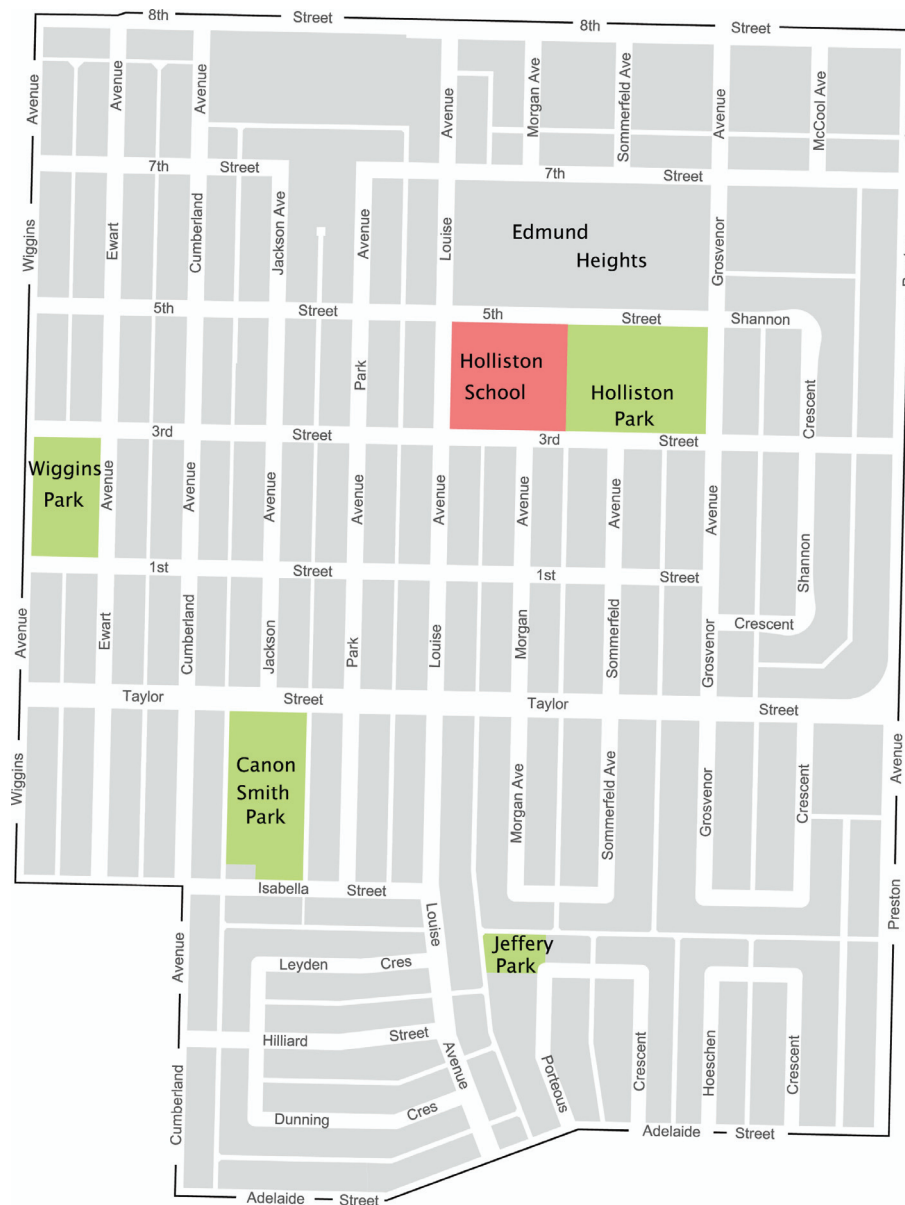 8th Street 8th Street
Avenue Avenue Avenue Avenue Morgan Ave Sommerfeld Ave Avenue McCool Ave
7th Street 7th Street
Wiggins Ewart Cumberland Jackson Ave Avenue Louise Grosvenor
Edmund
Heights
5th Street 5th Street Shannon
Park
Holliston
School
Holliston
Park
Crescent
3rd Street 3rd Street
Wiggins
Park
Avenue Avenue Avenue Avenue Avenue Avenue Avenue Avenue
Shannon
1st Street 1st Street
Avenue Ewart Cumberland Jackson Park Louise Morgan Sommerfeld Grosvenor
Crescent
Taylor Street Taylor Street
Wiggins
Canon
Smith
Park
Morgan Ave Sommerfeld Ave Grosvenor Crescent Avenue
Isabella Street
Preston
Avenue
Louise
Jeffery
Park
Leyden Cres
Hilliard Street
Avenue
Cumberland
Dunning Cres
Porteous Crescent Hoeschen Crescent
Adelaide Street
Adelaide Street